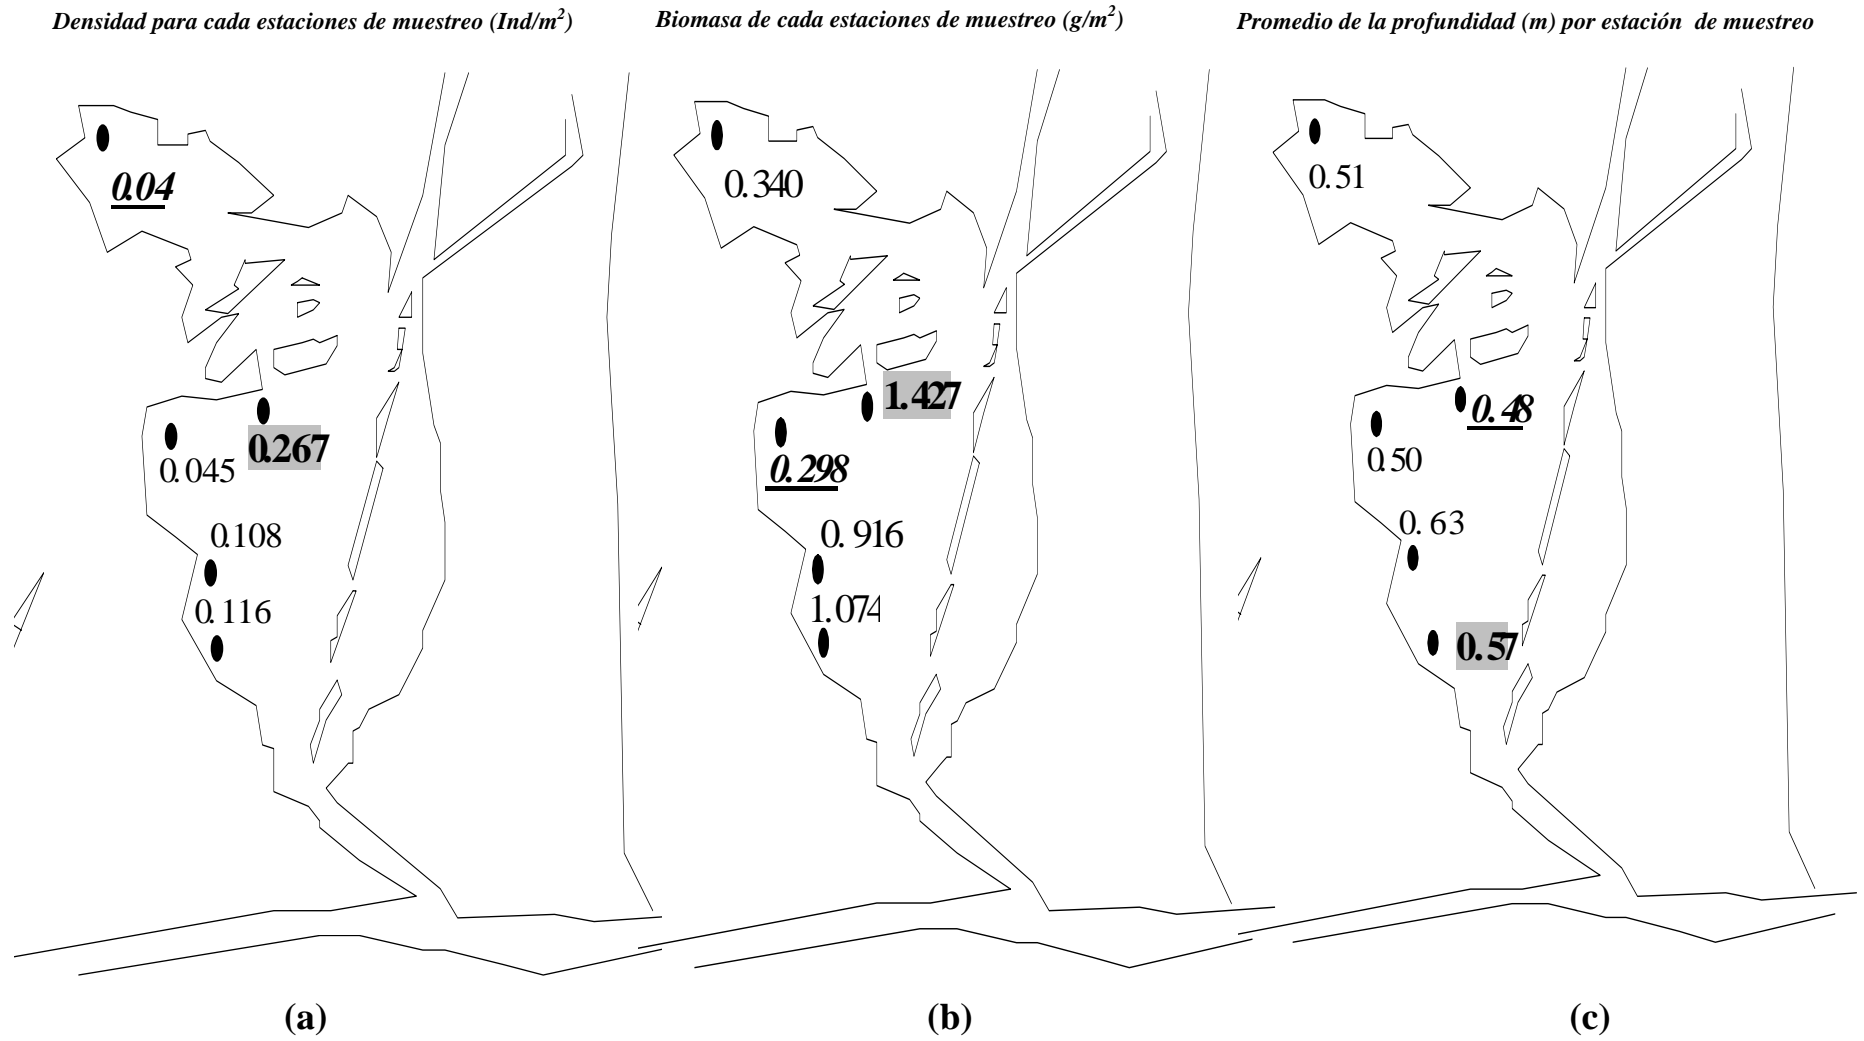 Densidad para cada estaciones de muestreo (Ind/m²)
Biomasa de cada estaciones de muestreo (g/m²)
Promedio de la profundidad (m) por estación de muestreo
0.04
0.267
0.045
0.108
0.116
(a)
0.340
1.427
0.298
0.916
1.074
(b)
0.51
0.48
0.50
0.63
0.57
(c)